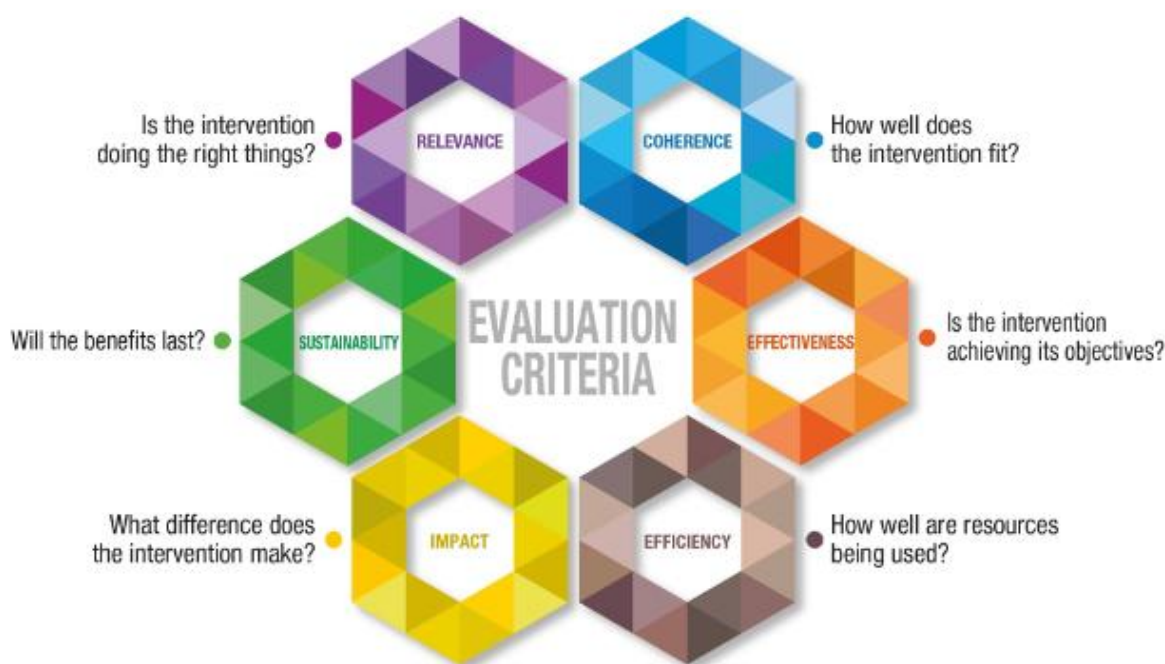 Is the intervention
doing the right things?
RELEVANCE
COHERENCE
How well does
the intervention fit?
Will the benefits last?
SUSTAINABILITY
EVALUATION
CRITERIA
EFFECTIVENESS
Is the intervention
achieving its objectives?
What difference does
the intervention make?
IMPACT
EFFICIENCY
How well are resources
being used?